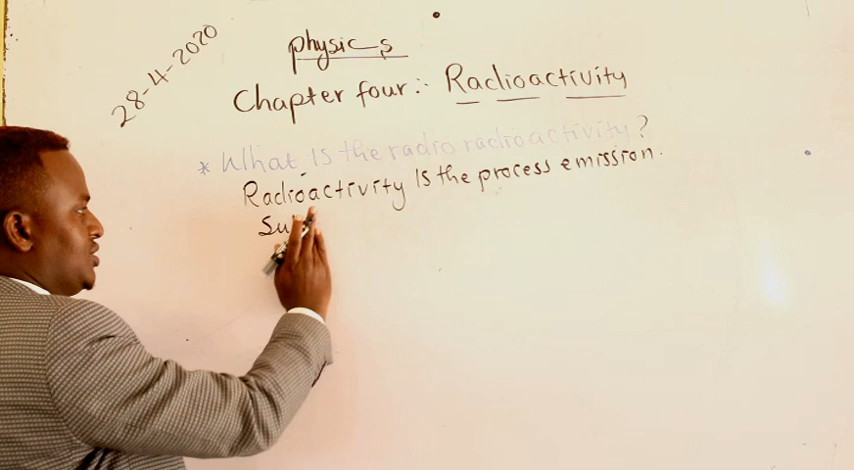 28-4-2020
physics
Chapter four:- Radioactivity
* What is the radio radioactivity?
Radioactivity is the process emission.
Su